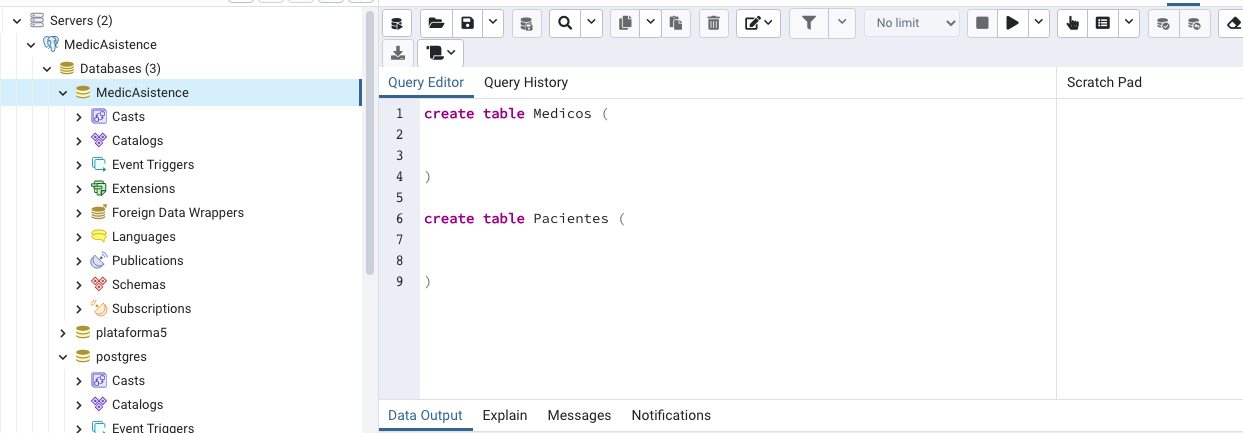 Servers (2)
MedicAsistence
Databases (3)
MedicAsistence
Casts
Catalogs
Event Triggers
Extensions
Foreign Data Wrappers
Languages
Publications
Schemas
Subscriptions
plataforma5
postgres
Casts
Catalogs
Event Triggers
No limit
Query Editor Query History
Scratch Pad
1 create table Medicos (
2
3
4 )
5
6 create table Pacientes (
7
8
9 )
Data Output Explain Messages Notifications